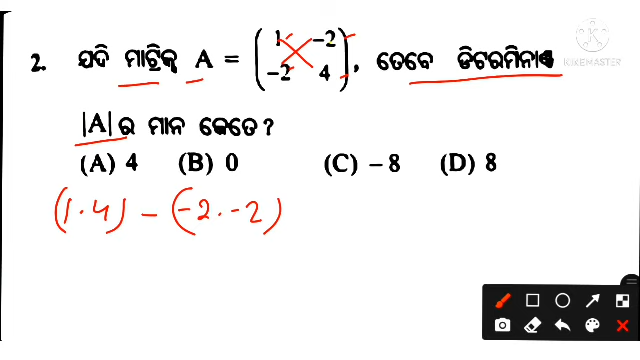 2. ଯଦି ମାଟ୍ରିକ୍ସ A = ( 1 -2
-2 4 ), ତେବେ ଡିଟରମିନାଣ୍ଟ
|A| ର ମାନ କେତେ ?
(A) 4 (B) 0 (C) – 8 (D) 8
(1 . 4) – (-2 . -2)
KINEMASTER